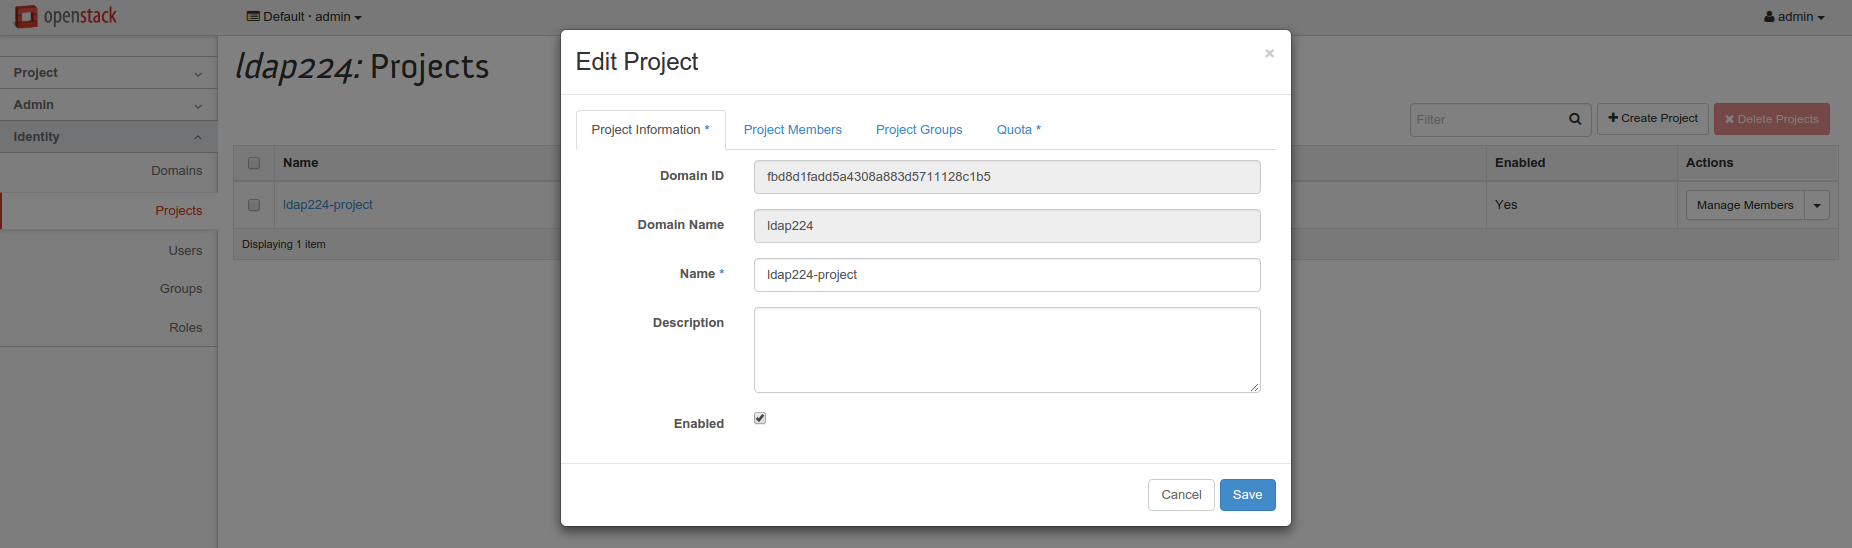 openstack
Default · admin
admin
Project
Admin
Identity
Domains
Projects
Users
Groups
Roles
ldap224: Projects
Filter
Create Project
Delete Projects
Name
Enabled
Actions
ldap224-project
Yes
Manage Members
Displaying 1 item
Edit Project
×
Project Information *
Project Members
Project Groups
Quota *
Domain ID
fbd8d1fadd5a4308a883d5711128c1b5
Domain Name
ldap224
Name *
ldap224-project
Description
Enabled
Cancel
Save